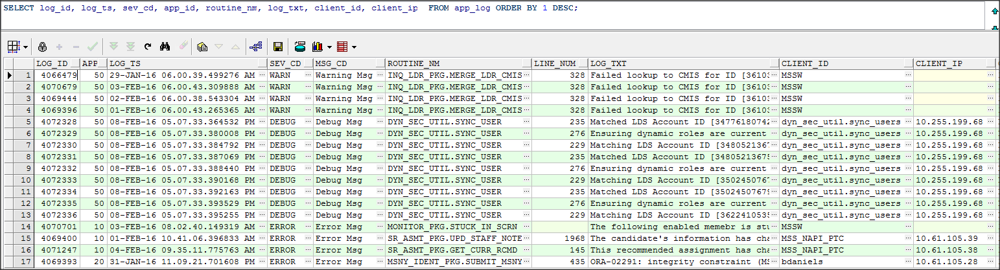 SELECT log_id, log_ts, sev_cd, app_id, routine_nm, log_txt, client_id, client_ip  FROM app_log ORDER BY 1 DESC;
LOG_ID APP_ LOG_TS SEV_CD MSG_CD ROUTINE_NM LINE_NUM LOG_TXT CLIENT_ID CLIENT_IP
1 4066479 50 29-JAN-16 06.00.39.499276 AM ... WARN ... Warning Msg ... INQ_LDR_PKG.MERGE_LDR_CMIS ... 328 Failed lookup to CMIS for ID [36103 ... MSSW ... ...
2 4070679 50 03-FEB-16 06.00.43.309888 AM ... WARN ... Warning Msg ... INQ_LDR_PKG.MERGE_LDR_CMIS ... 328 Failed lookup to CMIS for ID [36103 ... MSSW ... ...
3 4069444 50 02-FEB-16 06.00.38.543304 AM ... WARN ... Warning Msg ... INQ_LDR_PKG.MERGE_LDR_CMIS ... 328 Failed lookup to CMIS for ID [36103 ... MSSW ... ...
4 4069396 50 01-FEB-16 06.00.43.265365 AM ... WARN ... Warning Msg ... INQ_LDR_PKG.MERGE_LDR_CMIS ... 328 Failed lookup to CMIS for ID [36103 ... MSSW ... ...
5 4072328 50 08-FEB-16 05.07.33.364532 PM ... DEBUG ... Debug Msg ... DYN_SEC_UTIL.SYNC_USER ... 235 Matched LDS Account ID [34776180742 ... dyn_sec_util.sync_users ... 10.255.199.68 ...
6 4072329 50 08-FEB-16 05.07.33.380008 PM ... DEBUG ... Debug Msg ... DYN_SEC_UTIL.SYNC_USER ... 276 Ensuring dynamic roles are current ... dyn_sec_util.sync_users ... 10.255.199.68 ...
7 4072330 50 08-FEB-16 05.07.33.384792 PM ... DEBUG ... Debug Msg ... DYN_SEC_UTIL.SYNC_USER ... 229 Matching LDS Account ID [348052136 ... dyn_sec_util.sync_users ... 10.255.199.68 ...
8 4072331 50 08-FEB-16 05.07.33.387069 PM ... DEBUG ... Debug Msg ... DYN_SEC_UTIL.SYNC_USER ... 235 Matched LDS Account ID [3480521367 ... dyn_sec_util.sync_users ... 10.255.199.68 ...
9 4072332 50 08-FEB-16 05.07.33.388440 PM ... DEBUG ... Debug Msg ... DYN_SEC_UTIL.SYNC_USER ... 276 Ensuring dynamic roles are current ... dyn_sec_util.sync_users ... 10.255.199.68 ...
10 4072333 50 08-FEB-16 05.07.33.390168 PM ... DEBUG ... Debug Msg ... DYN_SEC_UTIL.SYNC_USER ... 229 Matching LDS Account ID [350245076 ... dyn_sec_util.sync_users ... 10.255.199.68 ...
11 4072334 50 08-FEB-16 05.07.33.392163 PM ... DEBUG ... Debug Msg ... DYN_SEC_UTIL.SYNC_USER ... 235 Matched LDS Account ID [35024507679 ... dyn_sec_util.sync_users ... 10.255.199.68 ...
12 4072335 50 08-FEB-16 05.07.33.393529 PM ... DEBUG ... Debug Msg ... DYN_SEC_UTIL.SYNC_USER ... 276 Ensuring dynamic roles are current ... dyn_sec_util.sync_users ... 10.255.199.68 ...
13 4072336 50 08-FEB-16 05.07.33.395255 PM ... DEBUG ... Debug Msg ... DYN_SEC_UTIL.SYNC_USER ... 229 Matching LDS Account ID [362241053 ... dyn_sec_util.sync_users ... 10.255.199.68 ...
14 4070701 10 03-FEB-16 08.02.40.149319 AM ... ERROR ... Error Msg ... MONITOR_PKG.STUCK_IN_SCRN ... The following enabled memebr is stu ... MSSW ... ...
15 4069400 10 01-FEB-16 10.41.06.396833 AM ... ERROR ... Error Msg ... SR_ASMT_PKG.UPD_STAFF_NOTE ... 1968 The candidate's information has cha ... MSS_NAPI_PTC ... 10.61.105.39 ...
16 4071247 10 04-FEB-16 09.35.11.775763 AM ... ERROR ... Error Msg ... SR_ASMT_PKG.GET_CURR_RCMD ... 145 This recommended assignment has cha ... MSS_NAPI_PTC ... 10.61.105.38 ...
17 4069393 20 31-JAN-16 11.09.21.701608 PM ... ERROR ... Error Msg ... MSNY_IDENT_PKG.SUBMIT_MSNY ... 435 ORA-02291: integrity constraint (MS ... bdaniels ... 10.61.105.28 ...